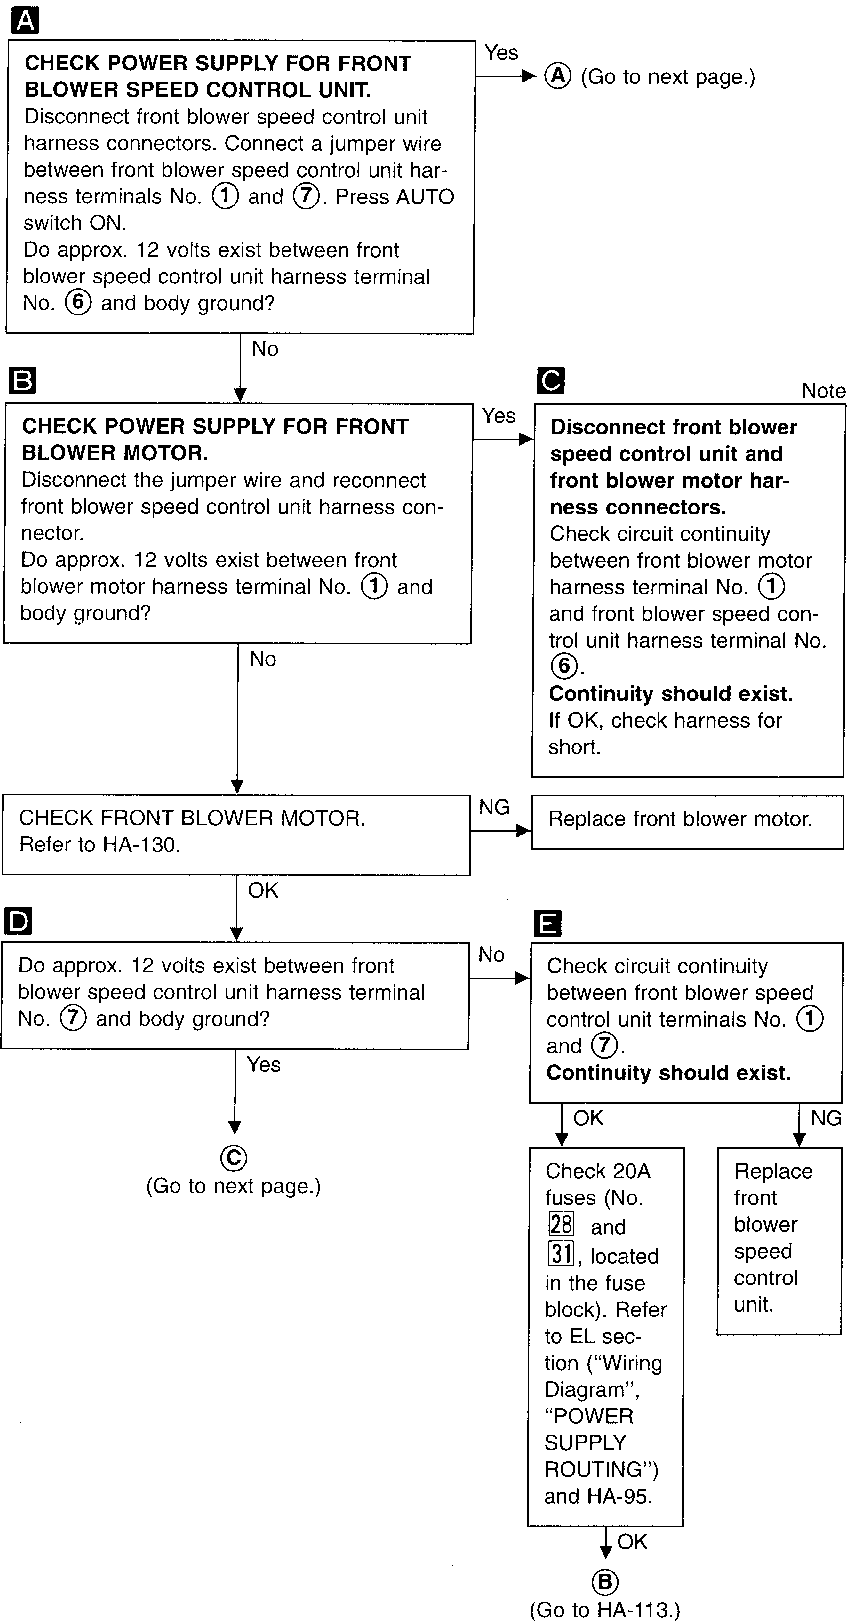 A
CHECK POWER SUPPLY FOR FRONT
BLOWER SPEED CONTROL UNIT.
Disconnect front blower speed control unit
harness connectors. Connect a jumper wire
between front blower speed control unit har-
ness terminals No. ① and ⑦. Press AUTO
switch ON.
Do approx. 12 volts exist between front
blower speed control unit harness terminal
No. ⑥ and body ground?
Yes
Ⓐ (Go to next page.)
No
B
CHECK POWER SUPPLY FOR FRONT
BLOWER MOTOR.
Disconnect the jumper wire and reconnect
front blower speed control unit harness con-
nector.
Do approx. 12 volts exist between front
blower motor harness terminal No. ① and
body ground?
Yes
C
Note
Disconnect front blower
speed control unit and
front blower motor har-
ness connectors.
Check circuit continuity
between front blower motor
harness terminal No. ①
and front blower speed con-
trol unit harness terminal No.
⑥.
Continuity should exist.
If OK, check harness for
short.
No
CHECK FRONT BLOWER MOTOR.
Refer to HA-130.
NG
Replace front blower motor.
OK
D
Do approx. 12 volts exist between front
blower speed control unit harness terminal
No. ⑦ and body ground?
No
E
Check circuit continuity
between front blower speed
control unit terminals No. ①
and ⑦.
Continuity should exist.
Yes
Ⓒ
(Go to next page.)
OK
Check 20A
fuses (No.
28 and
31, located
in the fuse
block). Refer
to EL sec-
tion (“Wiring
Diagram”,
“POWER
SUPPLY
ROUTING”)
and HA-95.
NG
Replace
front
blower
speed
control
unit.
OK
Ⓑ
(Go to HA-113.)